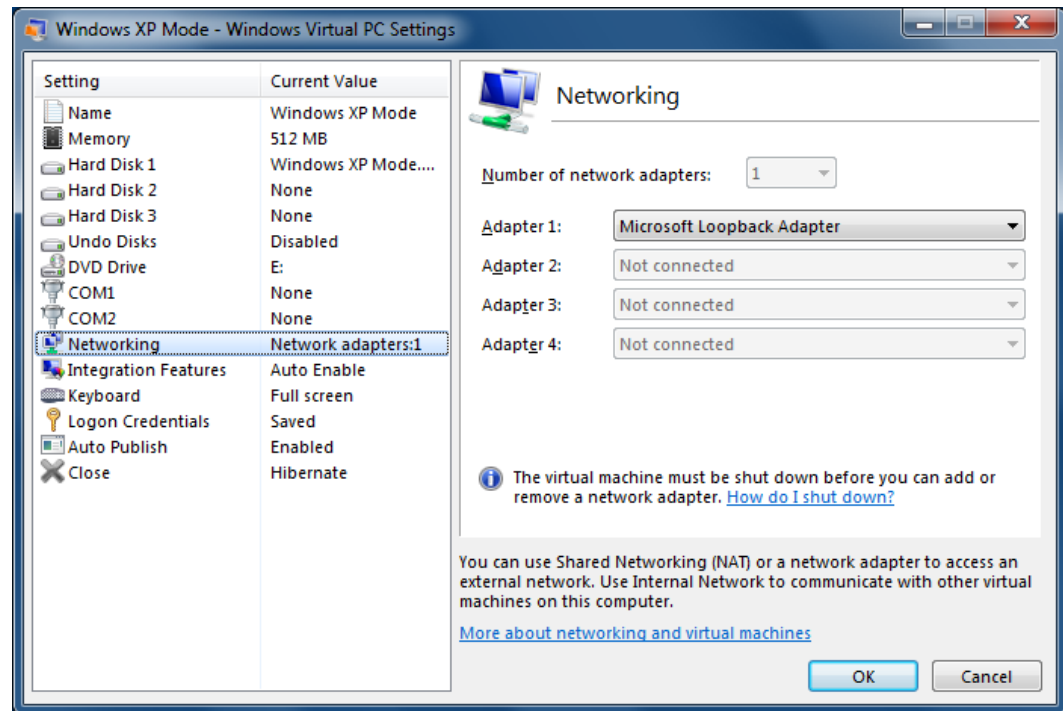 Windows XP Mode - Windows Virtual PC Settings
Setting Current Value
Name Windows XP Mode
Memory 512 MB
Hard Disk 1 Windows XP Mode....
Hard Disk 2 None
Hard Disk 3 None
Undo Disks Disabled
DVD Drive E:
COM1 None
COM2 None
Networking Network adapters:1
Integration Features Auto Enable
Keyboard Full screen
Logon Credentials Saved
Auto Publish Enabled
Close Hibernate
Networking
Number of network adapters: 1
Adapter 1: Microsoft Loopback Adapter
Adapter 2: Not connected
Adapter 3: Not connected
Adapter 4: Not connected
The virtual machine must be shut down before you can add or
remove a network adapter. How do I shut down?
You can use Shared Networking (NAT) or a network adapter to access an
external network. Use Internal Network to communicate with other virtual
machines on this computer.
More about networking and virtual machines
OK Cancel